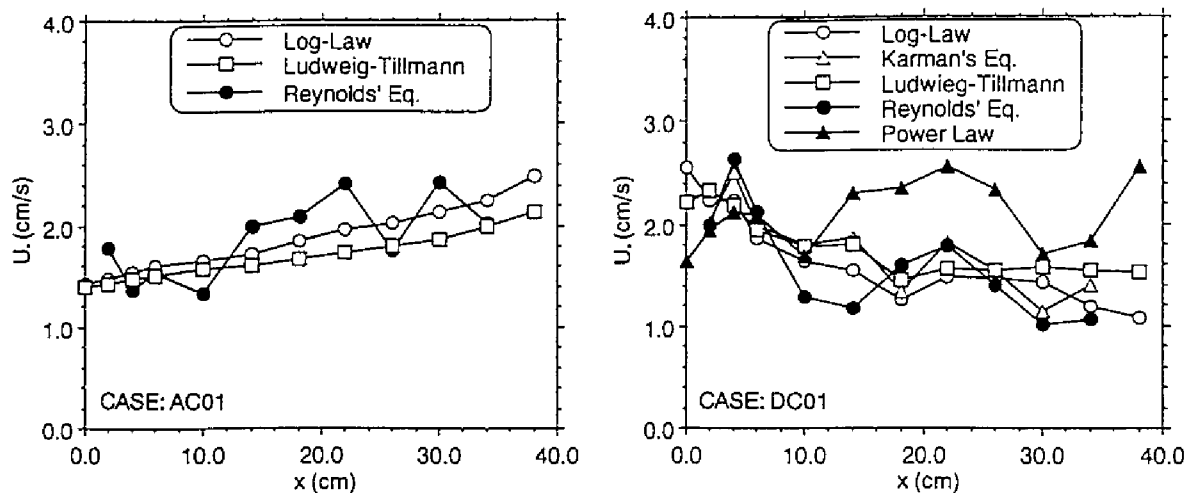 4.0
3.0
2.0
1.0
0.0
U. (cm/s)
Log-Law
Ludweig-Tillmann
Reynolds' Eq.
CASE: AC01
0.0 10.0 20.0 30.0 40.0
x (cm)
4.0
3.0
2.0
1.0
0.0
U. (cm/s)
Log-Law
Karman's Eq.
Ludwieg-Tillmann
Reynolds' Eq.
Power Law
CASE: DC01
0.0 10.0 20.0 30.0 40.0
x (cm)